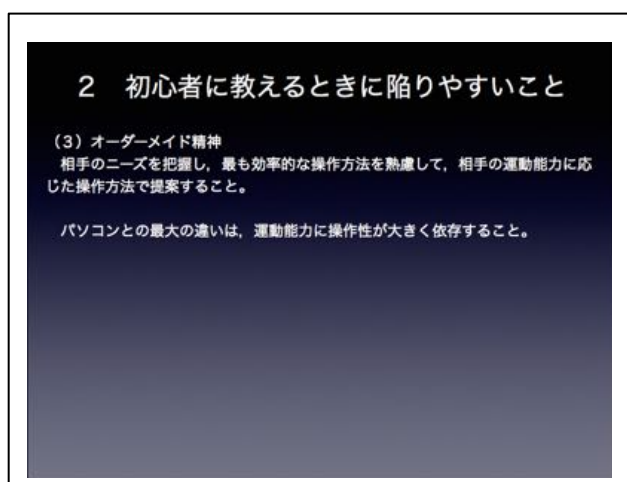 ２　初心者に教えるときに陥りやすいこと
（３）オーダーメイド精神
　相手のニーズを把握し，最も効率的な操作方法を熟慮して，相手の運動能力に応
じた操作方法で提案すること。
　パソコンとの最大の違いは，運動能力に操作性が大きく依存すること。